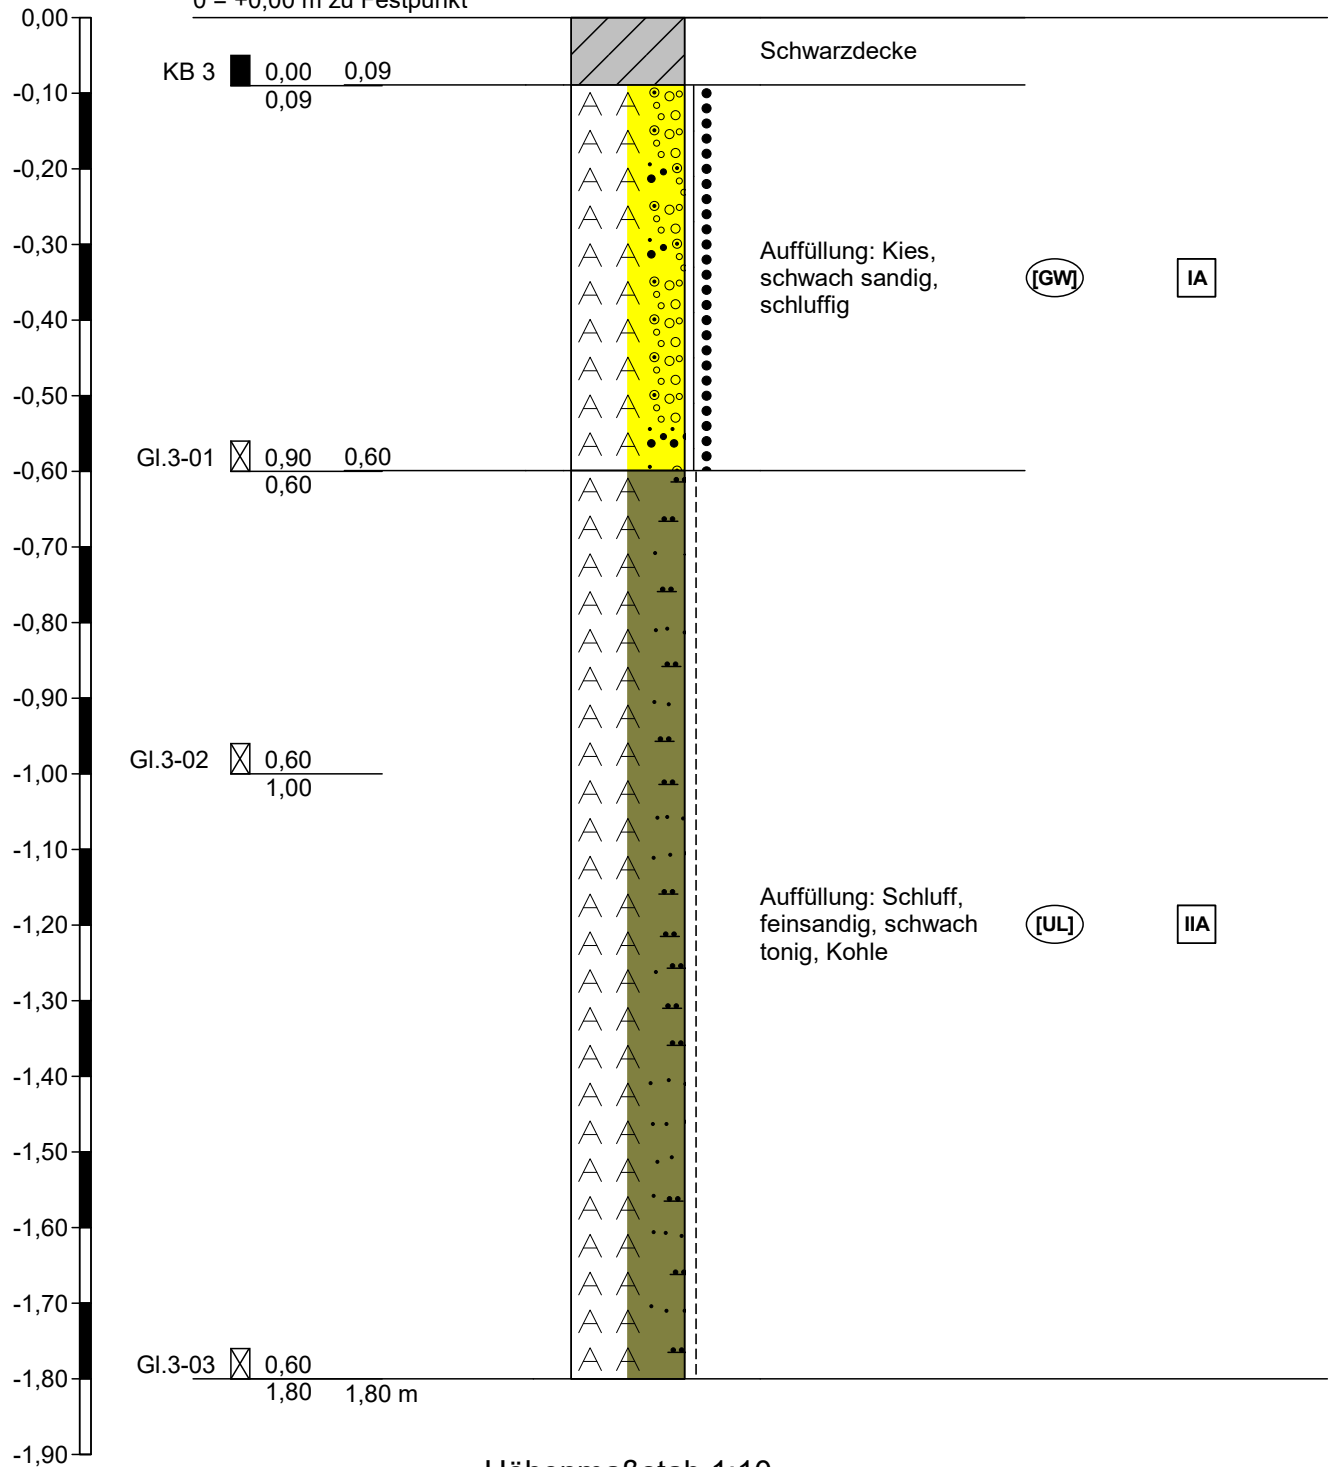 0 = +0,00 m zu Festpunkt
0,00
Schwarzdecke
KB 3 0,00 0,09
0,09
-0,10
-0,20
-0,30
Auffüllung: Kies,
schwach sandig,
schluffig
[GW] IA
-0,40
-0,50
GI.3-01 0,90 0,60
0,60
-0,60
-0,70
-0,80
-0,90
GI.3-02 0,60
1,00
-1,00
-1,10
Auffüllung: Schluff,
feinsandig, schwach
tonig, Kohle
[UL] IIA
-1,20
-1,30
-1,40
-1,50
-1,60
-1,70
GI.3-03 0,60
1,80 1,80 m
-1,80
-1,90
Höhenmaßstab 1:10